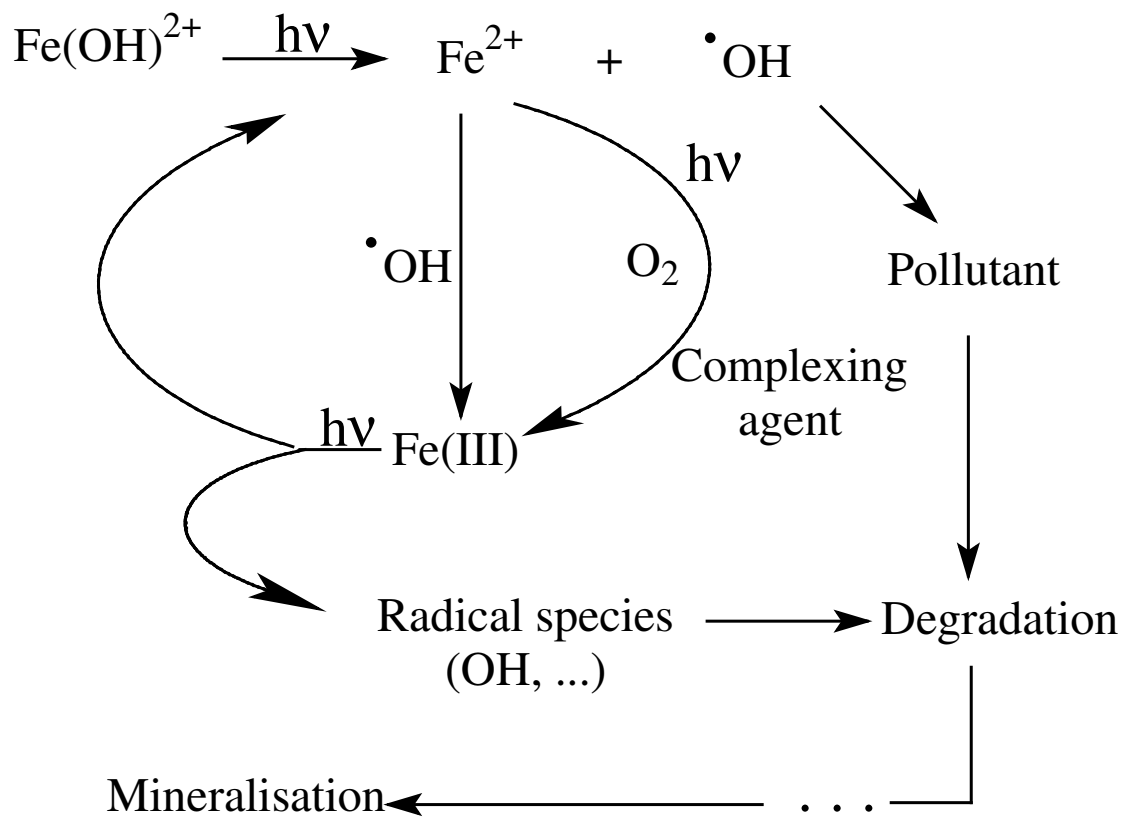 Fe(OH)²⁺ hν Fe²⁺ + •OH
hν
•OH O₂ Pollutant
Complexing
agent
hν Fe(III)
Radical species Degradation
(OH, ...)
Mineralisation . . .